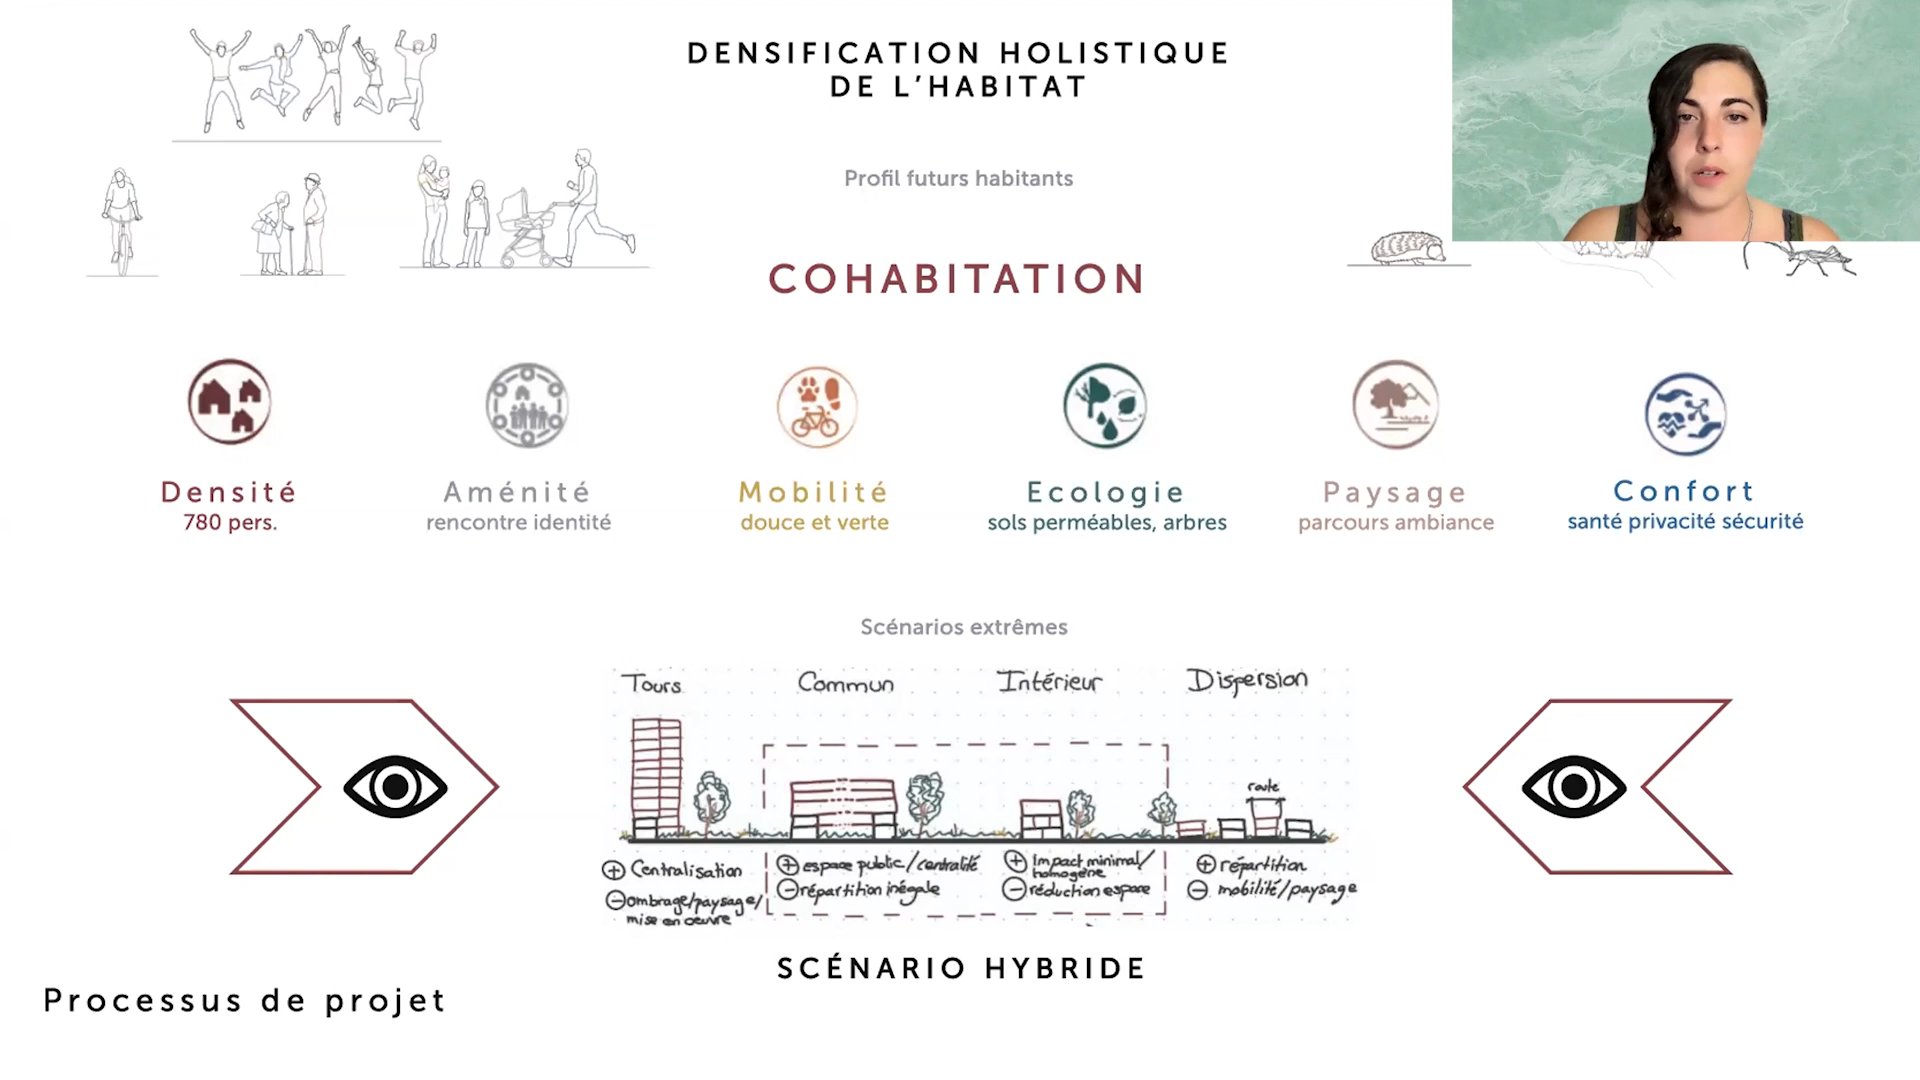 DENSIFICATION HOLISTIQUE
DE L'HABITAT
Profil futurs habitants
COHABITATION
Densité
780 pers.
Aménité
rencontre identité
Mobilité
douce et verte
Ecologie
sols perméables, arbres
Paysage
parcours ambiance
Confort
santé privacité sécurité
Scénarios extrêmes
Tours
Commun
Intérieur
Dispersion
route
+ Centralisation
- ombrage/paysage/
mise en oeuvre
+ espace public/centralité
- répartition inégale
+ Impact minimal/
homogène
- réduction espace
+ répartition
- mobilité/paysage
SCÉNARIO HYBRIDE
Processus de projet